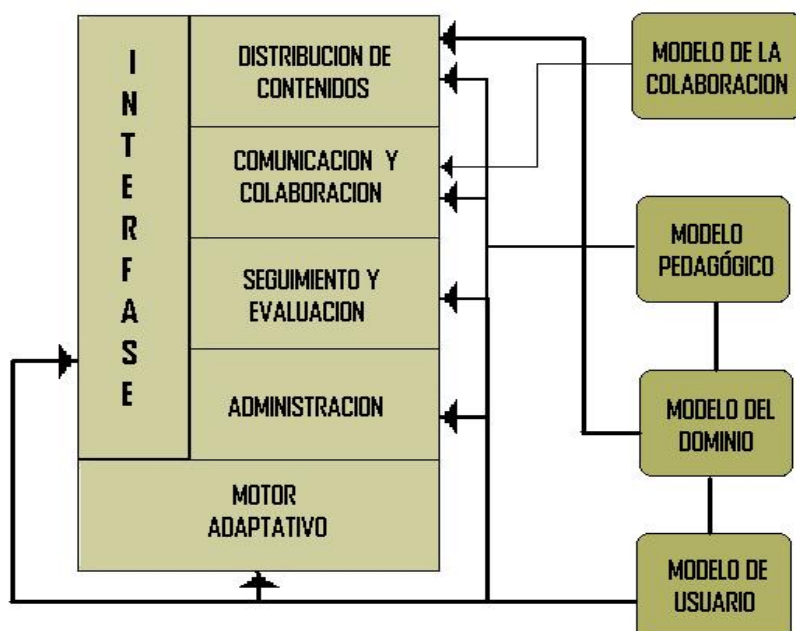 INTERFASE
DISTRIBUCION DE
CONTENIDOS
COMUNICACION Y
COLABORACION
SEGUIMIENTO Y
EVALUACION
ADMINISTRACION
MOTOR
ADAPTATIVO
MODELO DE LA
COLABORACION
MODELO
PEDAGÓGICO
MODELO DEL
DOMINIO
MODELO DE
USUARIO